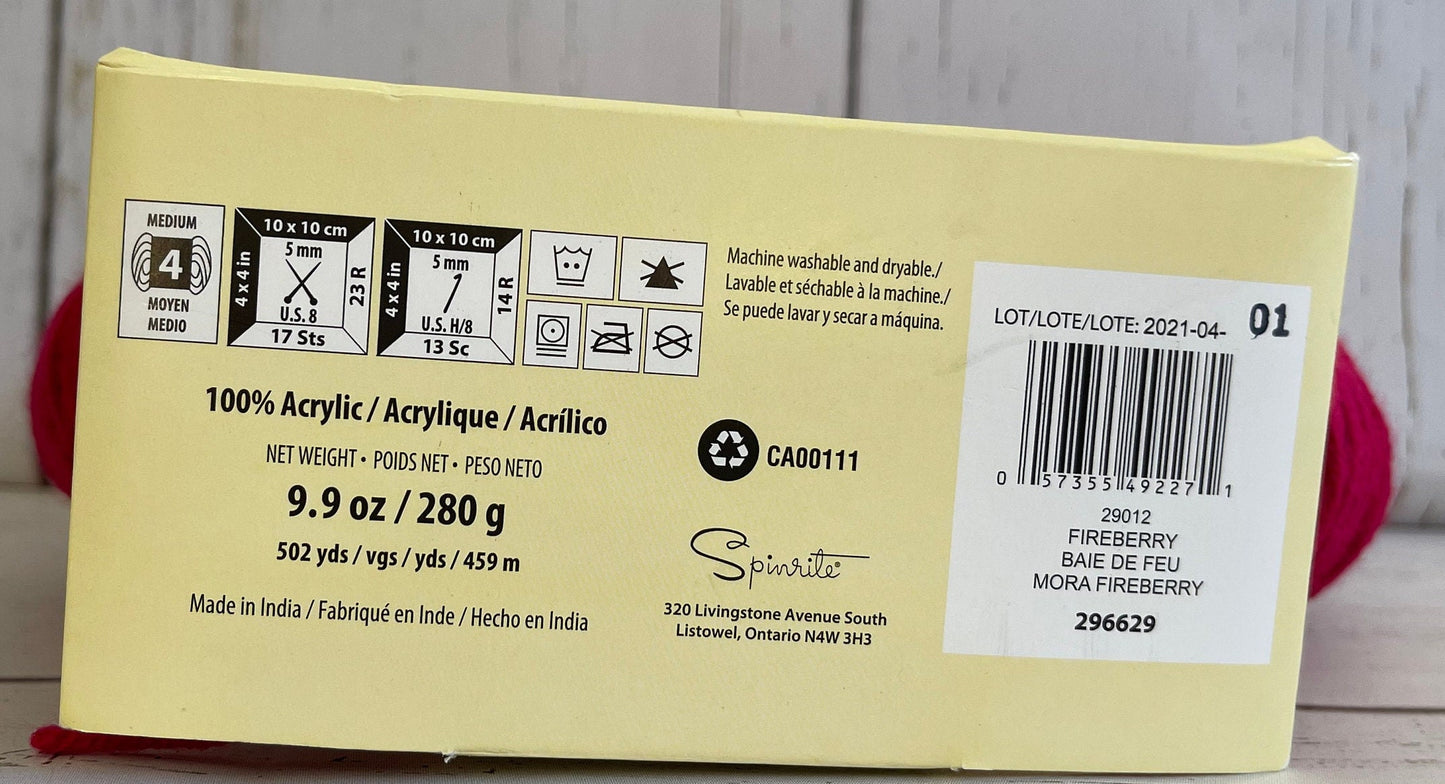 MEDIUM
4
MOYEN
MEDIO
10 x 10 cm
4 x 4 in
5 mm
U.S. 8
23 R
17 Sts
10 x 10 cm
4 x 4 in
5 mm
U.S. H/8
14 R
13 Sc
Machine washable and dryable./
Lavable et séchable à la machine./
Se puede lavar y secar a máquina.
100% Acrylic / Acrylique / Acrílico
NET WEIGHT • POIDS NET • PESO NETO
9.9 oz / 280 g
502 yds / vgs / yds / 459 m
Made in India / Fabriqué en Inde / Hecho en India
CA00111
Spinrite
320 Livingstone Avenue South
Listowel, Ontario N4W 3H3
LOT/LOTE/LOTE: 2021-04- 01
0 57355 49227 1
29012
FIREBERRY
BAIE DE FEU
MORA FIREBERRY
296629